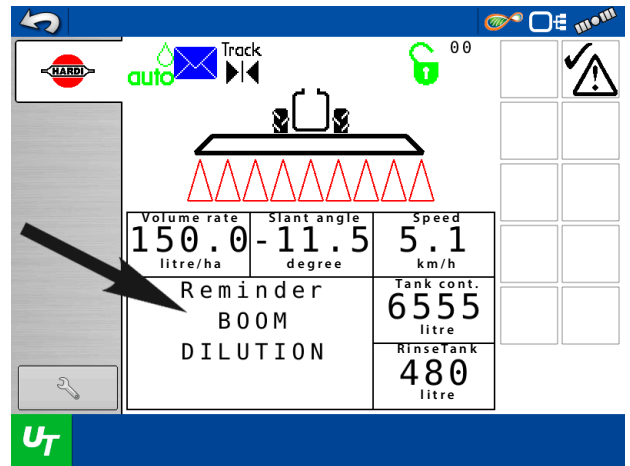 HARDI
auto
Track
00
Volume rate
150.0
litre/ha
Slant angle
-11.5
degree
Speed
5.1
km/h
Reminder
BOOM
DILUTION
Tank cont.
6555
litre
RinseTank
480
litre
UT